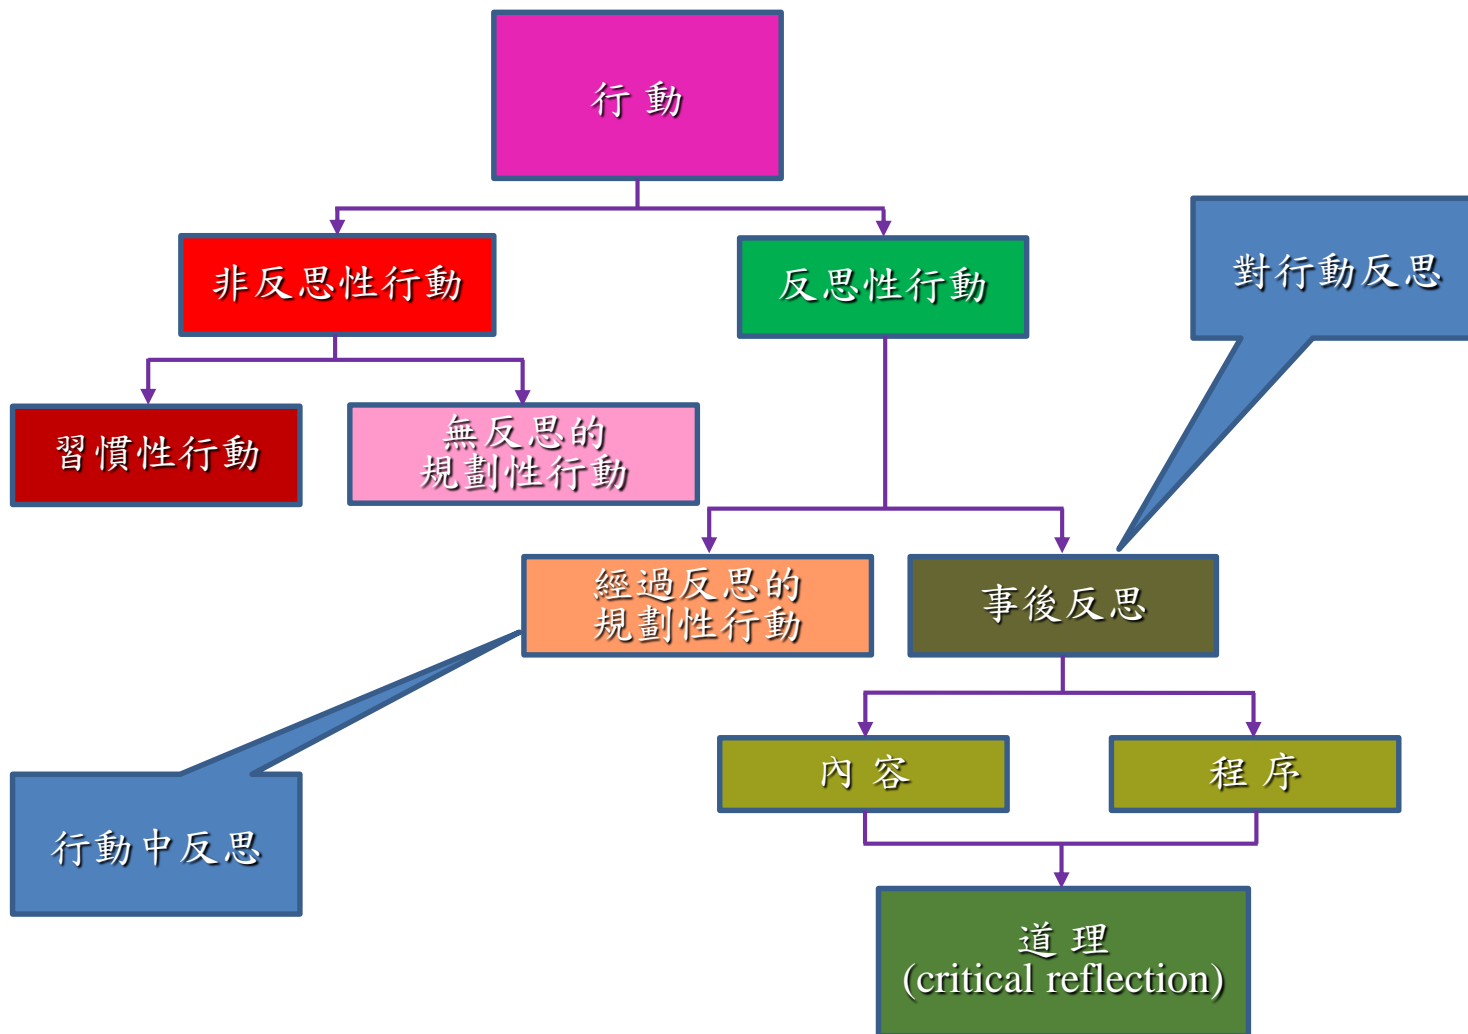 行 動
非反思性行動
反思性行動
對行動反思
習慣性行動
無反思的
規劃性行動
經過反思的
規劃性行動
事後反思
內 容
程 序
行動中反思
道 理
(critical reflection)